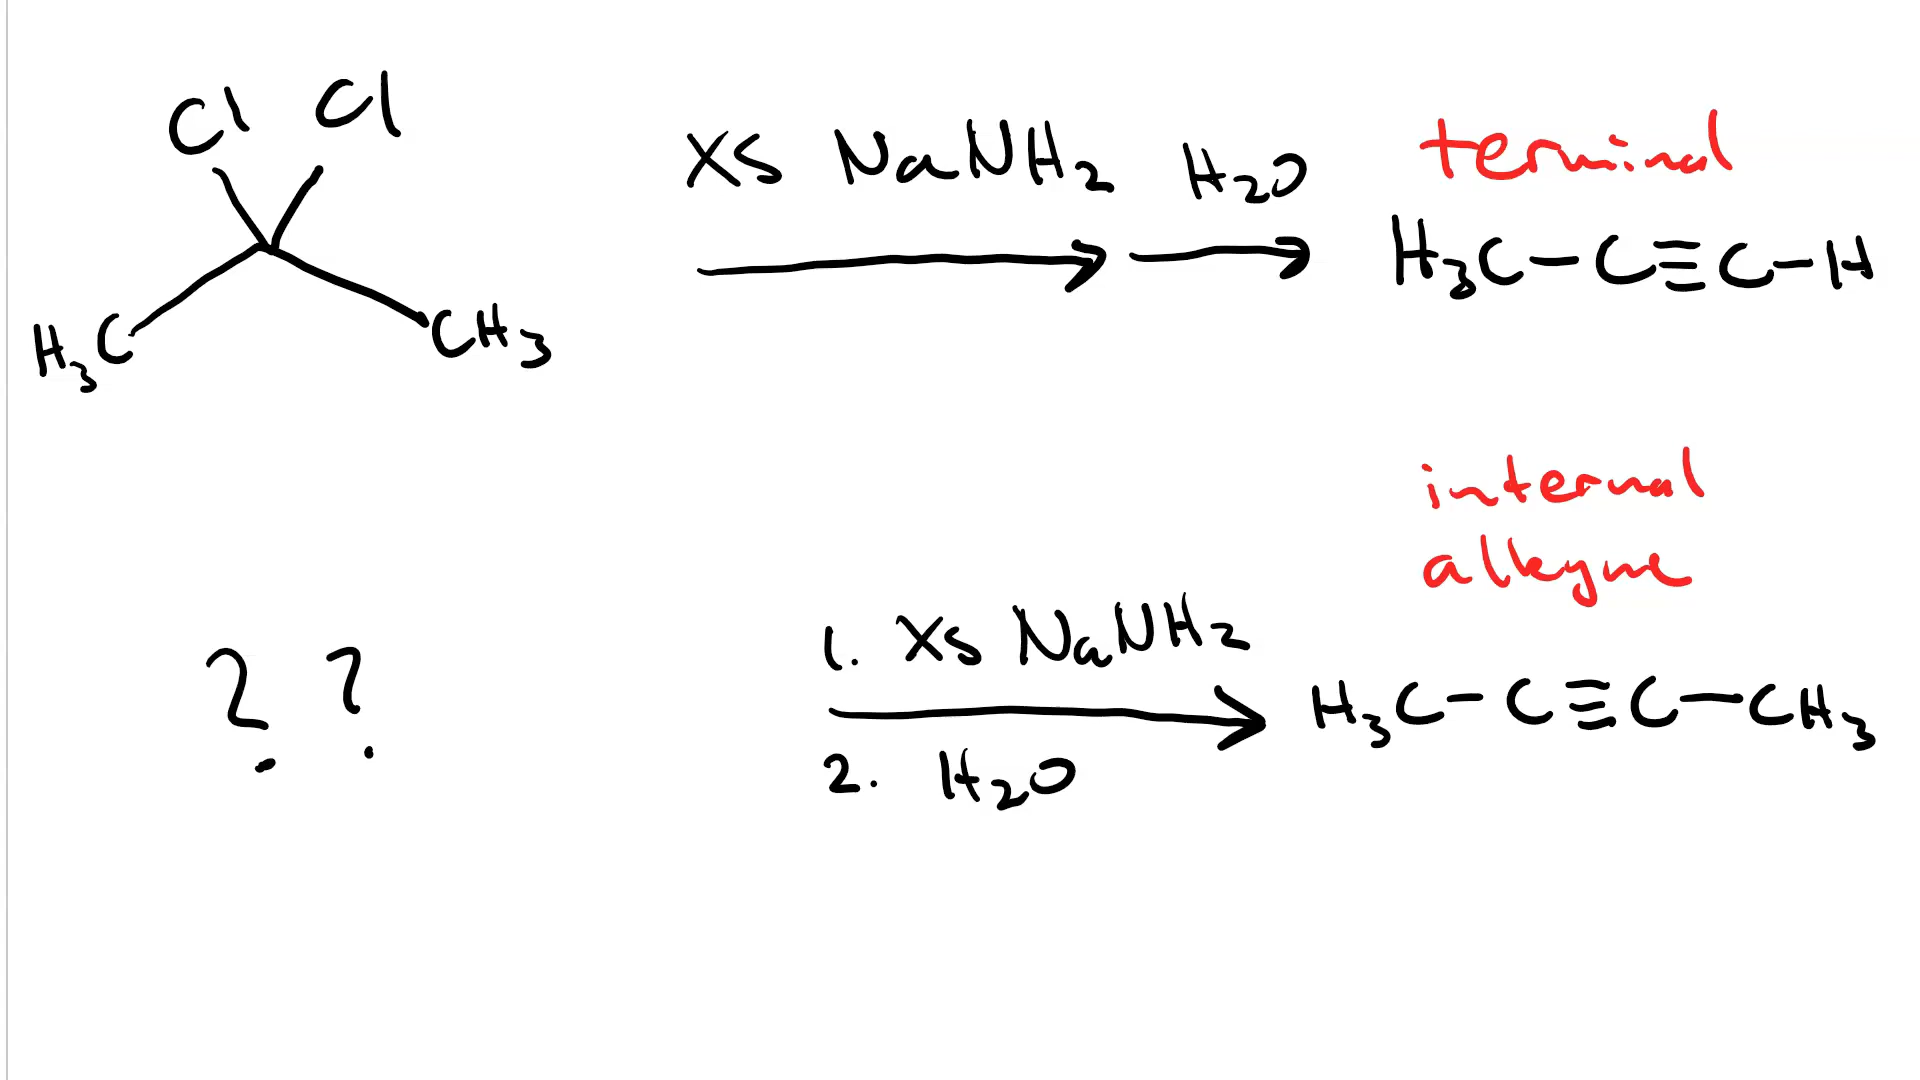 Cl Cl
H3C CH3
XS NaNH2 H2O
terminal
H3C-C≡C-H
internal
alkyne
? ?
1. XS NaNH2
2. H2O
H3C-C≡C-CH3